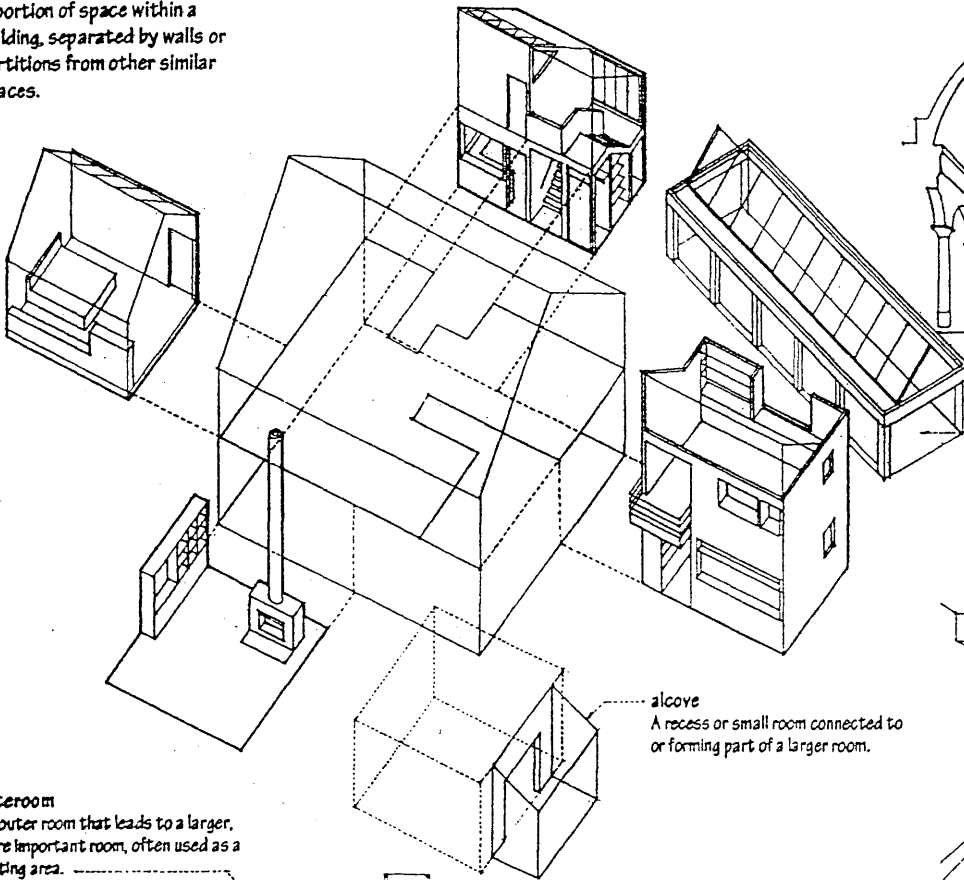 portion of space within a
lding, separated by walls or
rtitions from other similar
aces.
alcove
A recess or small room connected to
or forming part of a larger room.
teroom
outer room that leads to a larger,
re important room, often used as a
ting area.